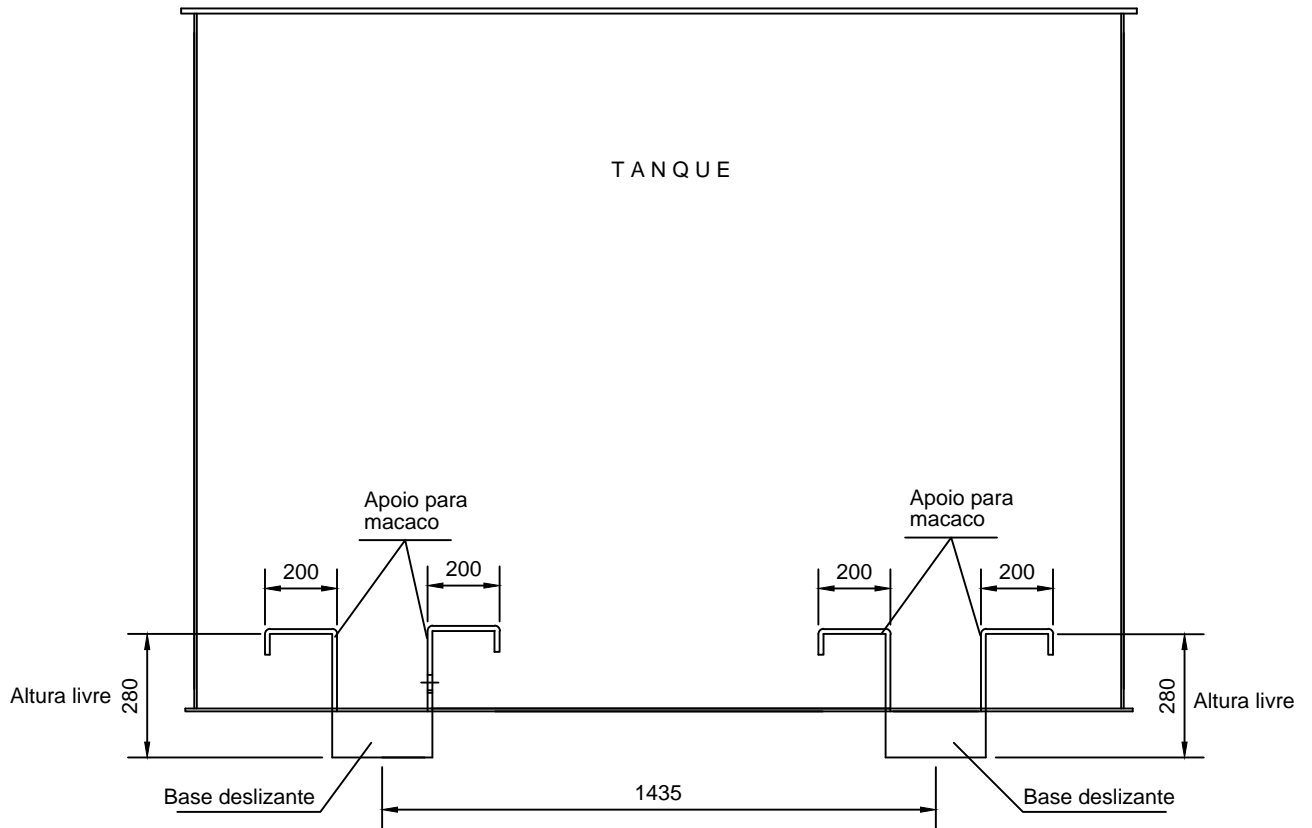 T A N Q U E
Apoio para
macaco
Apoio para
macaco
200
200
200
200
Altura livre
280
280
Altura livre
Base deslizante
1435
Base deslizante